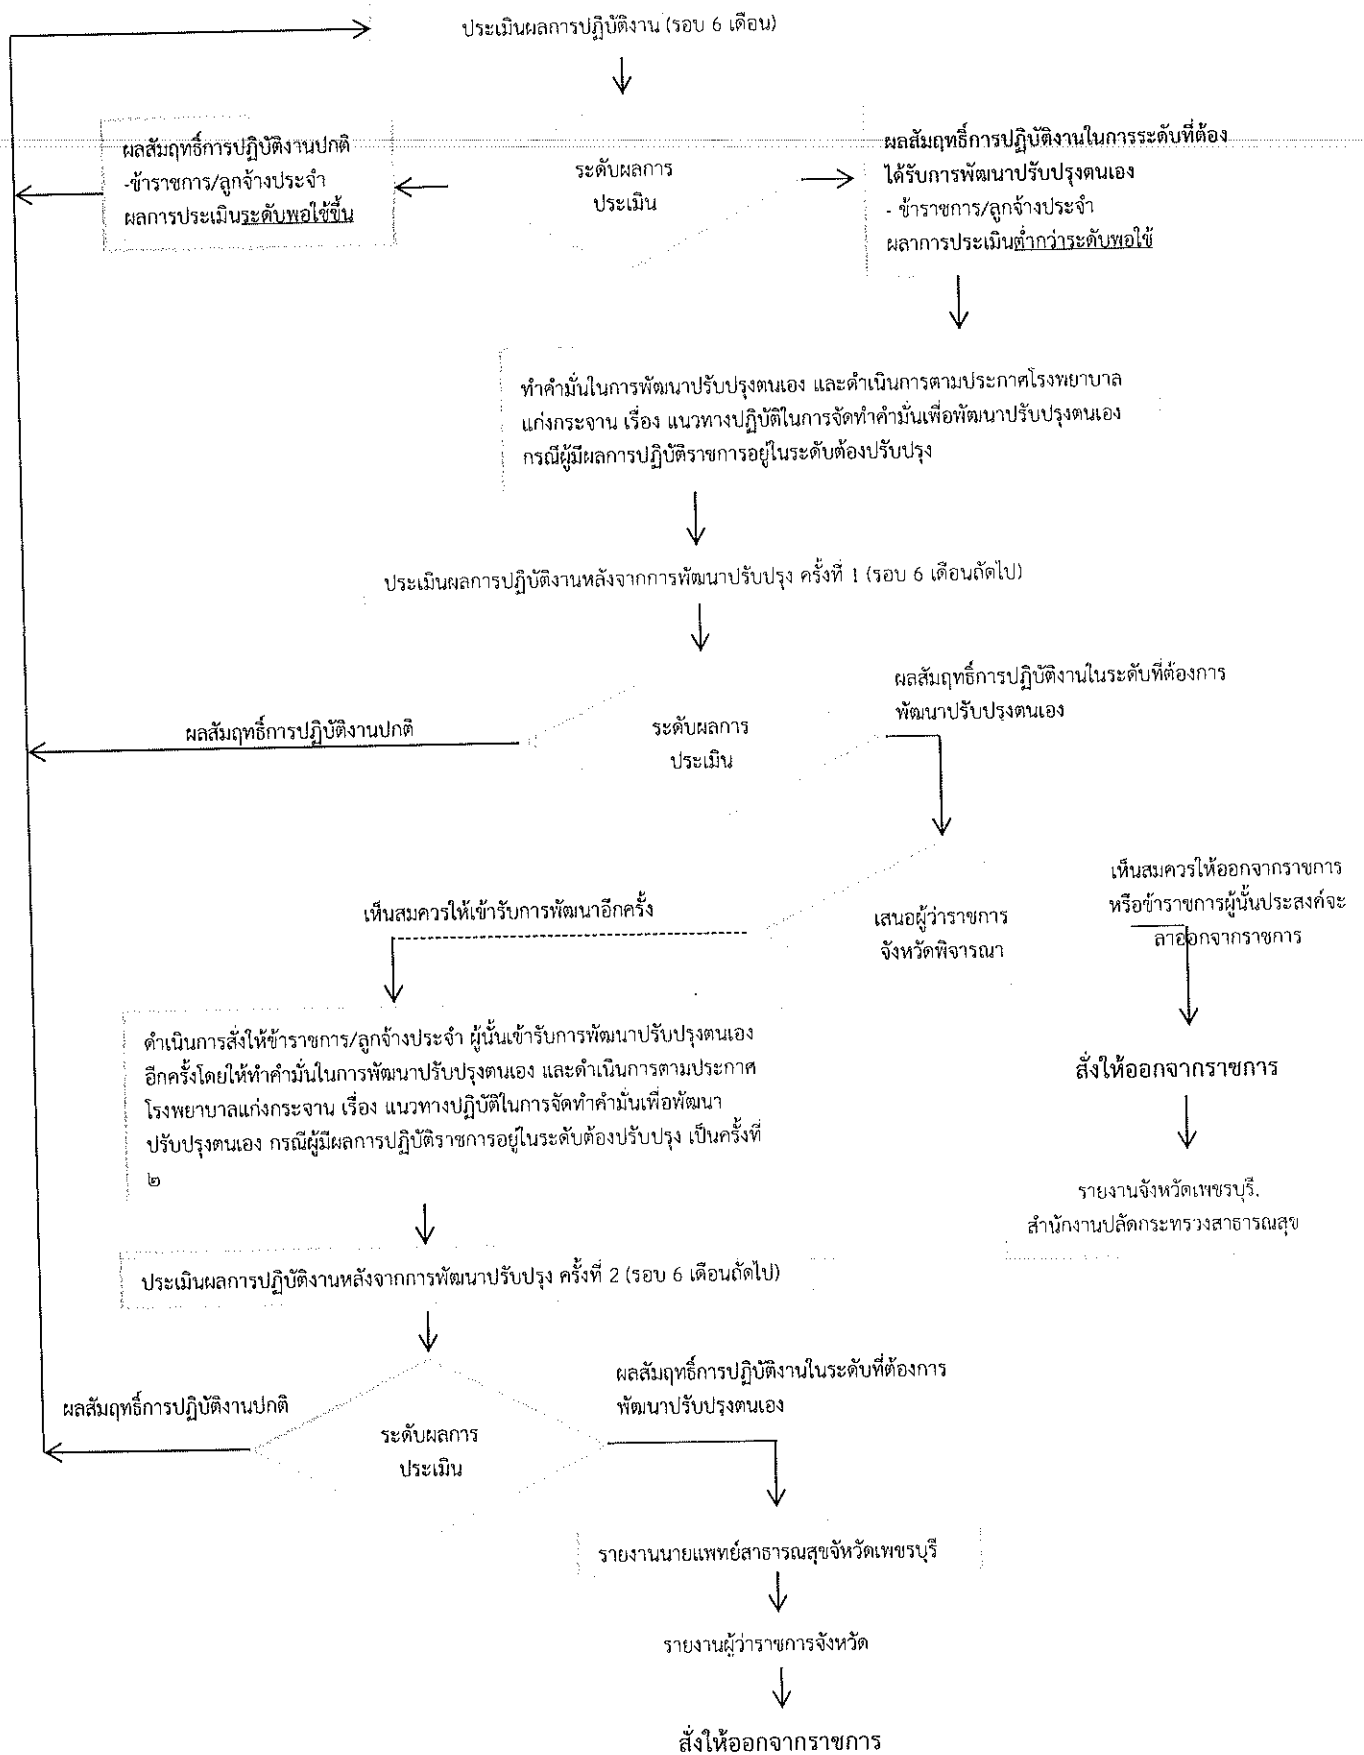 ประเมินผลการปฏิบัติงาน (รอบ 6 เดือน)
ผลสัมฤทธิ์การปฏิบัติงานปกติ
-ข้าราชการ/ลูกจ้างประจำ
ผลการประเมินระดับพอใช้ขึ้น
ระดับผลการ
ประเมิน
ผลสัมฤทธิ์การปฏิบัติงานในการระดับที่ต้อง
ได้รับการพัฒนาปรับปรุงตนเอง
- ข้าราชการ/ลูกจ้างประจำ
ผลาการประเมินต่ำกว่าระดับพอใช้
ทำคำมั่นในการพัฒนาปรับปรุงตนเอง และดำเนินการตามประกาศโรงพยาบาล
แก่งกระจาน เรื่อง แนวทางปฏิบัติในการจัดทำคำมั่นเพื่อพัฒนาปรับปรุงตนเอง
กรณีผู้มีผลการปฏิบัติราชการอยู่ในระดับต้องปรับปรุง
ประเมินผลการปฏิบัติงานหลังจากการพัฒนาปรับปรุง ครั้งที่ 1 (รอบ 6 เดือนถัดไป)
ผลสัมฤทธิ์การปฏิบัติงานปกติ
ระดับผลการ
ประเมิน
ผลสัมฤทธิ์การปฏิบัติงานในระดับที่ต้องการ
พัฒนาปรับปรุงตนเอง
เห็นสมควรให้เข้ารับการพัฒนาอีกครั้ง
เสนอผู้ว่าราชการ
จังหวัดพิจารณา
เห็นสมควรให้ออกจากราชการ
หรือข้าราชการผู้นั้นประสงค์จะ
ลาออกจากราชการ
ดำเนินการสั่งให้ข้าราชการ/ลูกจ้างประจำ ผู้นั้นเข้ารับการพัฒนาปรับปรุงตนเอง
อีกครั้งโดยให้ทำคำมั่นในการพัฒนาปรับปรุงตนเอง และดำเนินการตามประกาศ
โรงพยาบาลแก่งกระจาน เรื่อง แนวทางปฏิบัติในการจัดทำคำมั่นเพื่อพัฒนา
ปรับปรุงตนเอง กรณีผู้มีผลการปฏิบัติราชการอยู่ในระดับต้องปรับปรุง เป็นครั้งที่
๒
สั่งให้ออกจากราชการ
รายงานจังหวัดเพชรบุรี.
สำนักงานปลัดกระทรวงสาธารณสุข
ประเมินผลการปฏิบัติงานหลังจากการพัฒนาปรับปรุง ครั้งที่ 2 (รอบ 6 เดือนถัดไป)
ผลสัมฤทธิ์การปฏิบัติงานปกติ
ระดับผลการ
ประเมิน
ผลสัมฤทธิ์การปฏิบัติงานในระดับที่ต้องการ
พัฒนาปรับปรุงตนเอง
รายงานนายแพทย์สาธารณสุขจังหวัดเพชรบุรี
รายงานผู้ว่าราชการจังหวัด
สั่งให้ออกจากราชการ